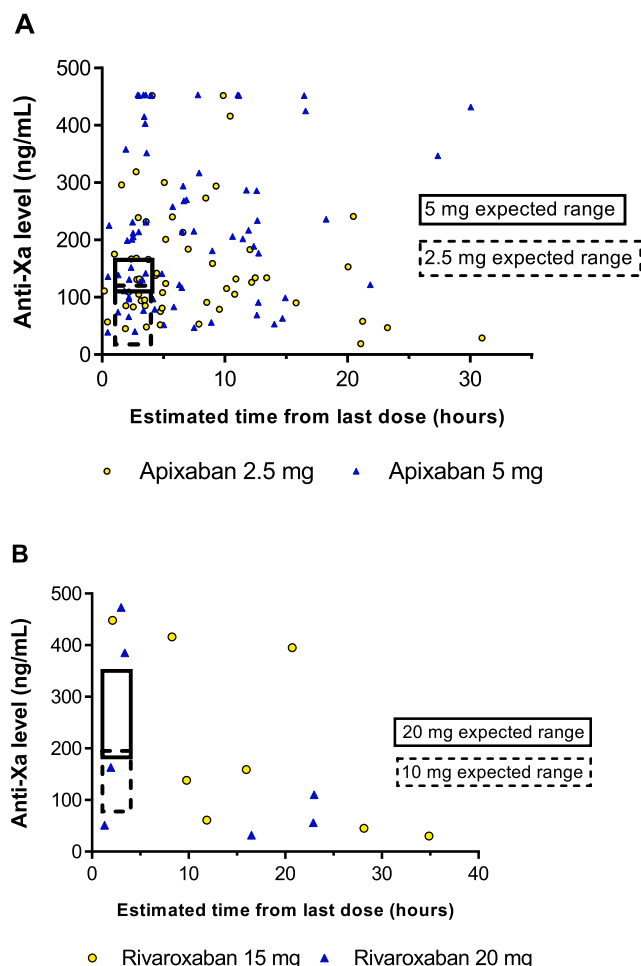 A
500
400
300
200
100
0
Anti-Xa level (ng/mL)
5 mg expected range
2.5 mg expected range
0 10 20 30
Estimated time from last dose (hours)
Apixaban 2.5 mg Apixaban 5 mg
B
500
400
300
200
100
0
Anti-Xa level (ng/mL)
20 mg expected range
10 mg expected range
0 10 20 30 40
Estimated time from last dose (hours)
Rivaroxaban 15 mg Rivaroxaban 20 mg